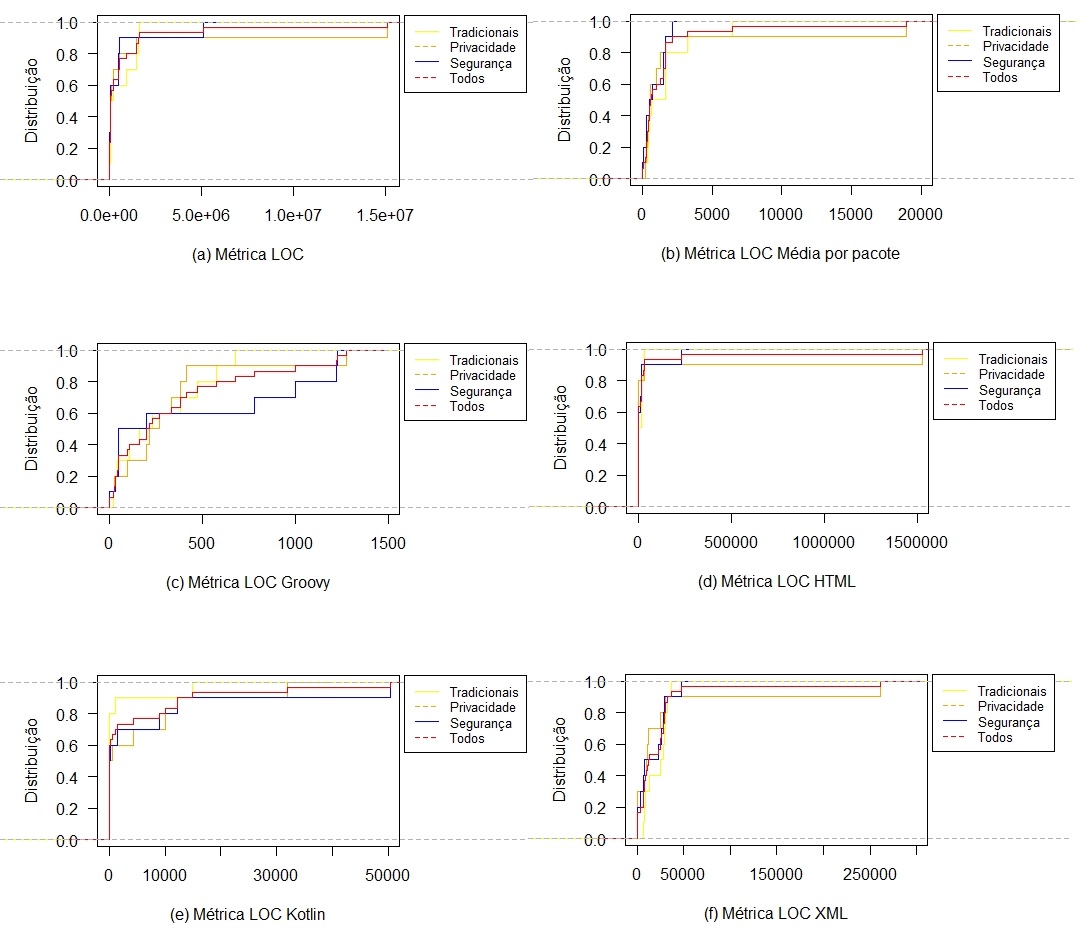 Distribuição
1.0
0.8
0.6
0.4
0.2
0.0
0.0e+00 5.0e+06 1.0e+07 1.5e+07
Tradicionais
Privacidade
Segurança
Todos
(a) Métrica LOC
Distribuição
1.0
0.8
0.6
0.4
0.2
0.0
0 5000 10000 15000 20000
Tradicionais
Privacidade
Segurança
Todos
(b) Métrica LOC Média por pacote
Distribuição
1.0
0.8
0.6
0.4
0.2
0.0
0 500 1000 1500
Tradicionais
Privacidade
Segurança
Todos
(c) Métrica LOC Groovy
Distribuição
1.0
0.8
0.6
0.4
0.2
0.0
0 500000 1000000 1500000
Tradicionais
Privacidade
Segurança
Todos
(d) Métrica LOC HTML
Distribuição
1.0
0.8
0.6
0.4
0.2
0.0
0 10000 30000 50000
Tradicionais
Privacidade
Segurança
Todos
(e) Métrica LOC Kotlin
Distribuição
1.0
0.8
0.6
0.4
0.2
0.0
0 50000 150000 250000
Tradicionais
Privacidade
Segurança
Todos
(f) Métrica LOC XML